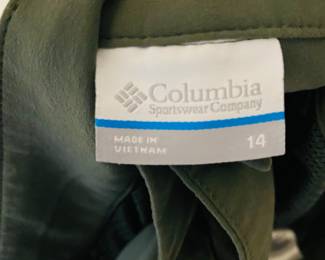 Columbia
Sportswear Company
MADE IN
VIETNAM
14